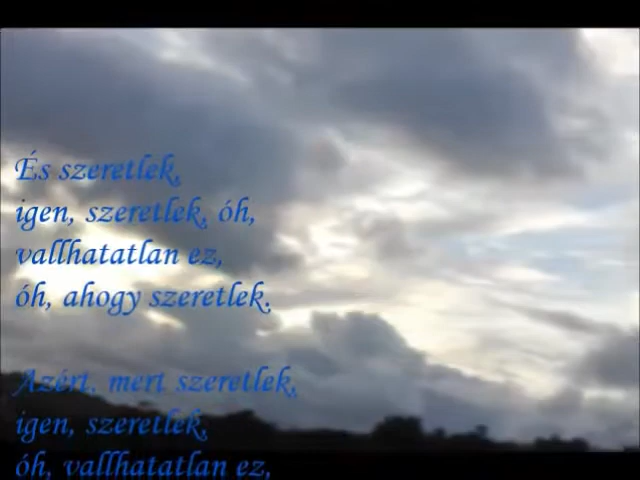 És szeretlek,
igen, szeretlek, óh,
vallhatatlan ez,
óh, ahogy szeretlek.
Azért. mert szeretlek,
igen, szeretlek,
óh, vallhatatlan ez,